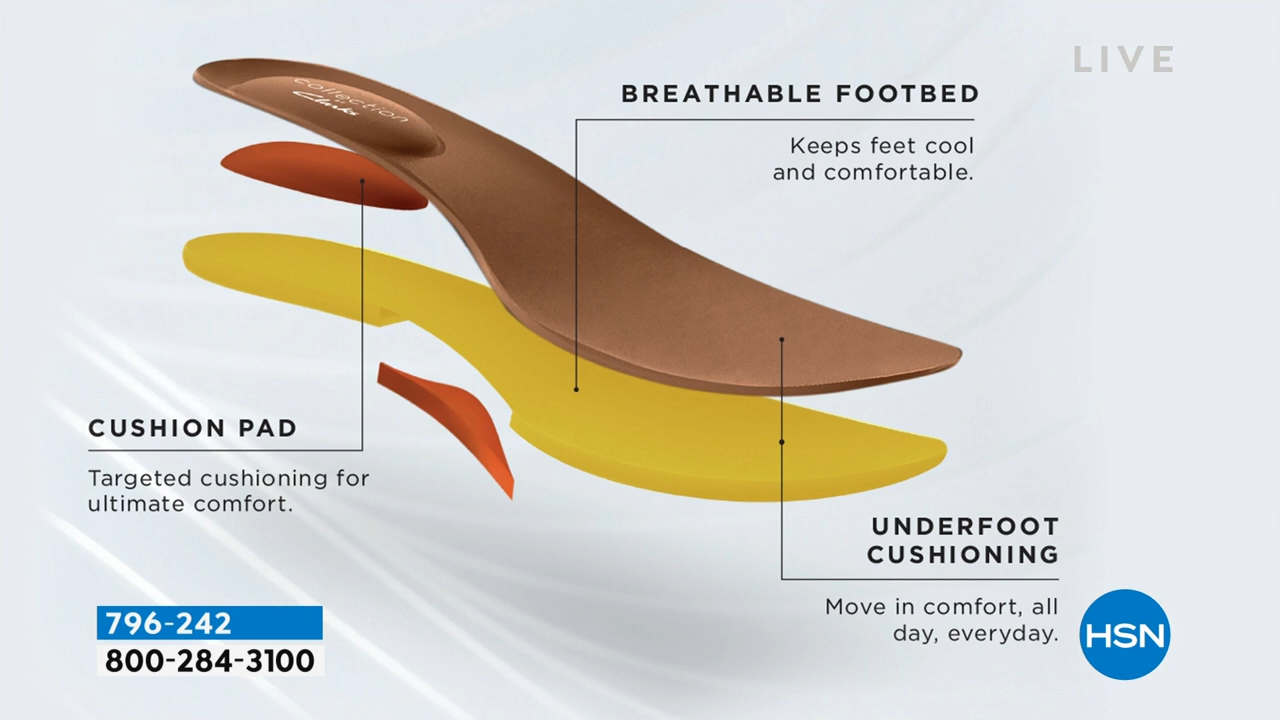 LIVE
BREATHABLE FOOTBED
Keeps feet cool
and comfortable.
collection
by
Clarks
CUSHION PAD
Targeted cushioning for
ultimate comfort.
UNDERFOOT
CUSHIONING
Move in comfort, all
day, everyday.
796-242
800-284-3100
HSN